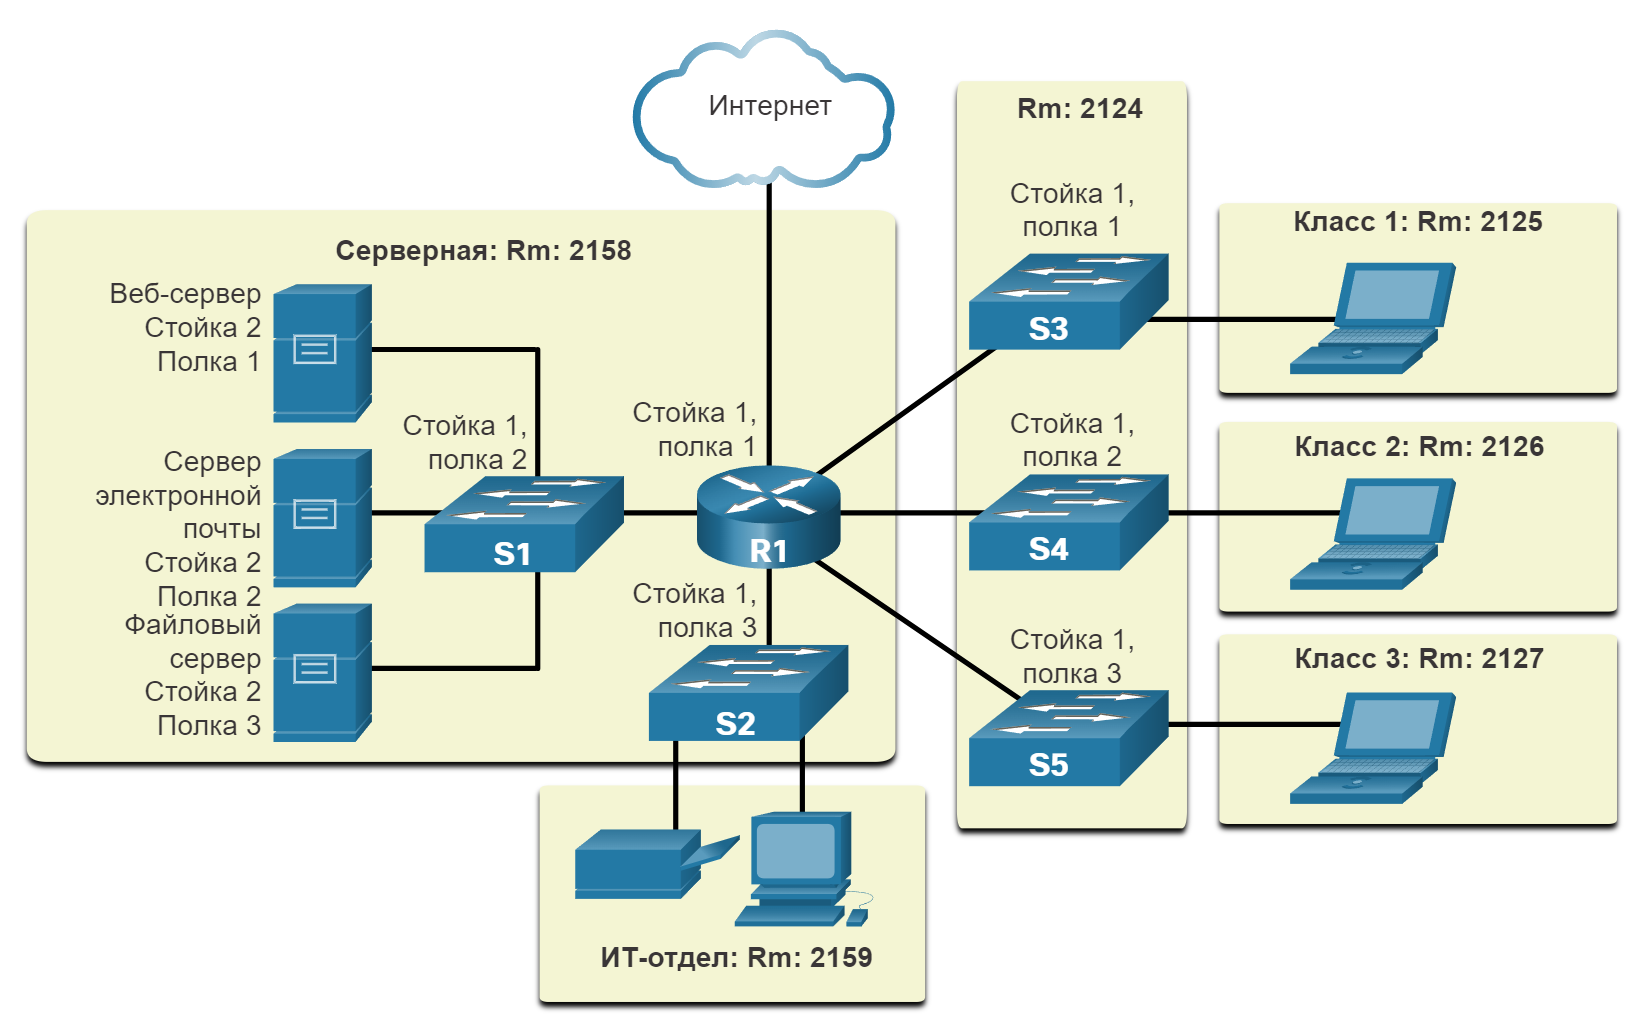 Интернет
Серверная: Rm: 2158
Веб-сервер
Стойка 2
Полка 1
Сервер
электронной
почты
Стойка 2
Полка 2
Файловый
сервер
Стойка 2
Полка 3
Стойка 1,
полка 2
S1
Стойка 1,
полка 1
R1
Стойка 1,
полка 3
S2
ИТ-отдел: Rm: 2159
Rm: 2124
Стойка 1,
полка 1
S3
Стойка 1,
полка 2
S4
Стойка 1,
полка 3
S5
Класс 1: Rm: 2125
Класс 2: Rm: 2126
Класс 3: Rm: 2127